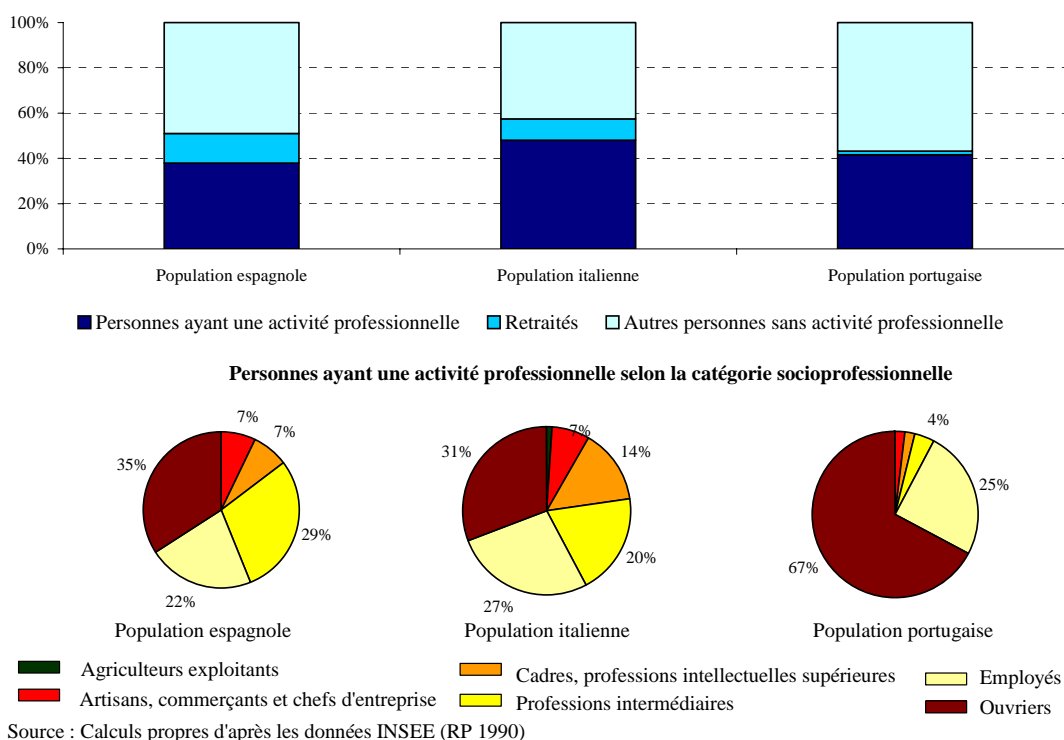 100%
80%
60%
40%
20%
0%
Population espagnole Population italienne Population portugaise
Personnes ayant une activité professionnelle Retraités Autres personnes sans activité professionnelle
Personnes ayant une activité professionnelle selon la catégorie socioprofessionnelle
7% 7% 29% 22% 35%
7% 14% 20% 27% 31%
4% 25% 67%
Population espagnole Population italienne Population portugaise
Agriculteurs exploitants Cadres, professions intellectuelles supérieures Employés
Artisans, commerçants et chefs d'entreprise Professions intermédiaires Ouvriers
Source : Calculs propres d'après les données INSEE (RP 1990)